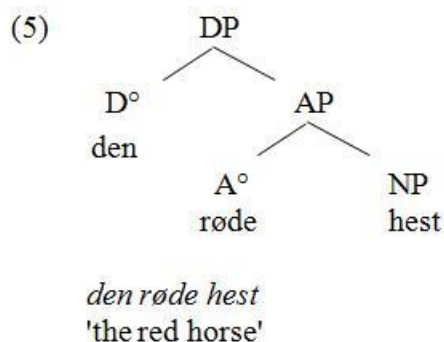 (5) DP
D° AP
den
A° NP
røde hest
den røde hest
'the red horse'